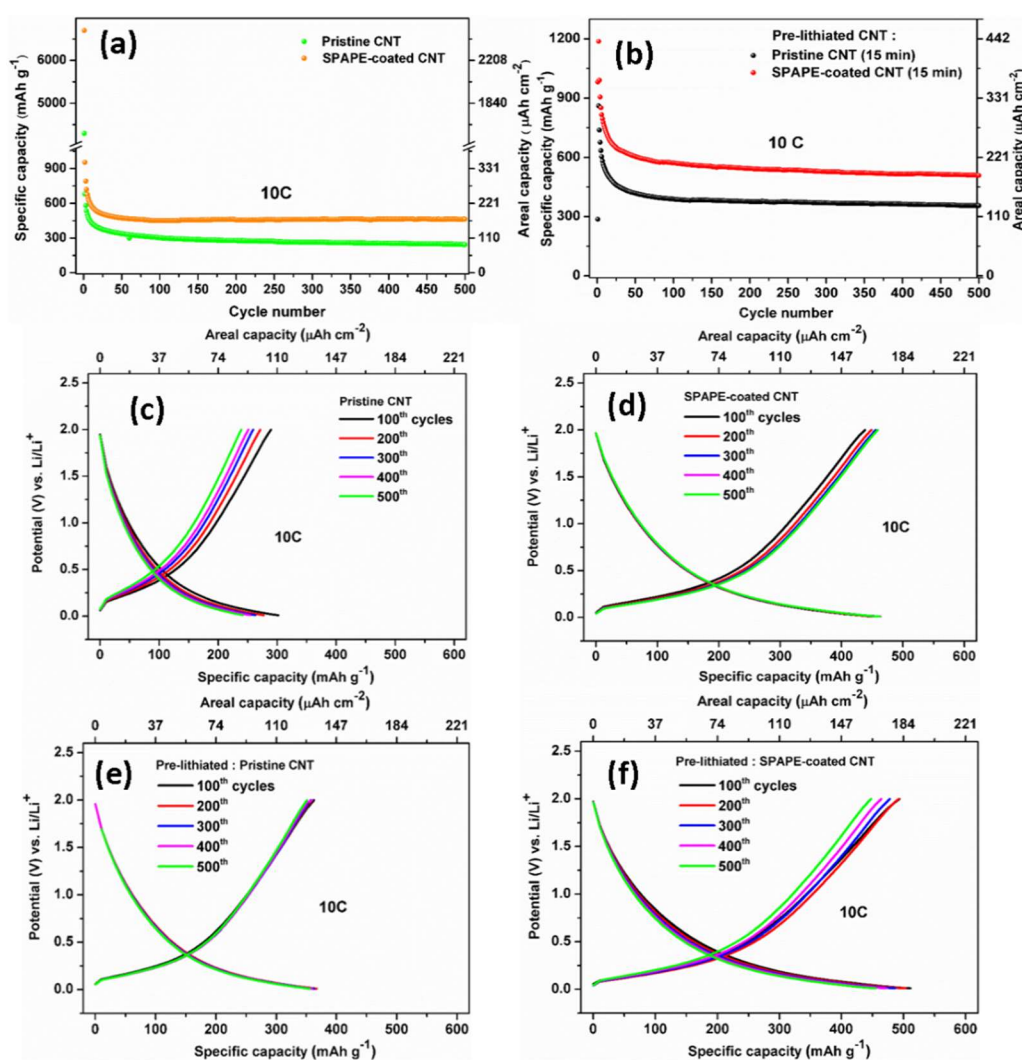 (a)
Pristine CNT
SPAPE-coated CNT
10C
Specific capacity (mAh g⁻¹)
6000
5000
900
600
300
0
2208
1840
331
221
110
0
Areal capacity (µAh cm⁻²)
0 50 100 150 200 250 300 350 400 450 500
Cycle number
(b)
Pre-lithiated CNT :
Pristine CNT (15 min)
SPAPE-coated CNT (15 min)
10 C
Specific capacity (mAh g⁻¹)
1200
900
600
300
0
442
331
221
110
0
Areal capacity (µAh cm⁻²)
0 50 100 150 200 250 300 350 400 450 500
Cycle number
Areal capacity (µAh cm⁻²)
0 37 74 110 147 184 221
(c)
Pristine CNT
100th cycles
200th
300th
400th
500th
10C
Potential (V) vs. Li/Li⁺
2.5
2.0
1.5
1.0
0.5
0.0
0 100 200 300 400 500 600
Specific capacity (mAh g⁻¹)
Areal capacity (µAh cm⁻²)
0 37 74 110 147 184 221
(d)
SPAPE-coated CNT
100th cycles
200th
300th
400th
500th
10C
Potential (V) vs. Li/Li⁺
2.5
2.0
1.5
1.0
0.5
0.0
0 100 200 300 400 500 600
Specific capacity (mAh g⁻¹)
Areal capacity (µAh cm⁻²)
0 37 74 110 147 184 221
(e)
Pre-lithiated : Pristine CNT
100th cycles
200th
300th
400th
500th
10C
Potential (V) vs. Li/Li⁺
2.5
2.0
1.5
1.0
0.5
0.0
0 100 200 300 400 500 600
Specific capacity (mAh g⁻¹)
Areal capacity (µAh cm⁻²)
0 37 74 110 147 184 221
(f)
Pre-lithiated : SPAPE-coated CNT
100th cycles
200th
300th
400th
500th
10C
Potential (V) vs. Li/Li⁺
2.5
2.0
1.5
1.0
0.5
0.0
0 100 200 300 400 500 600
Specific capacity (mAh g⁻¹)